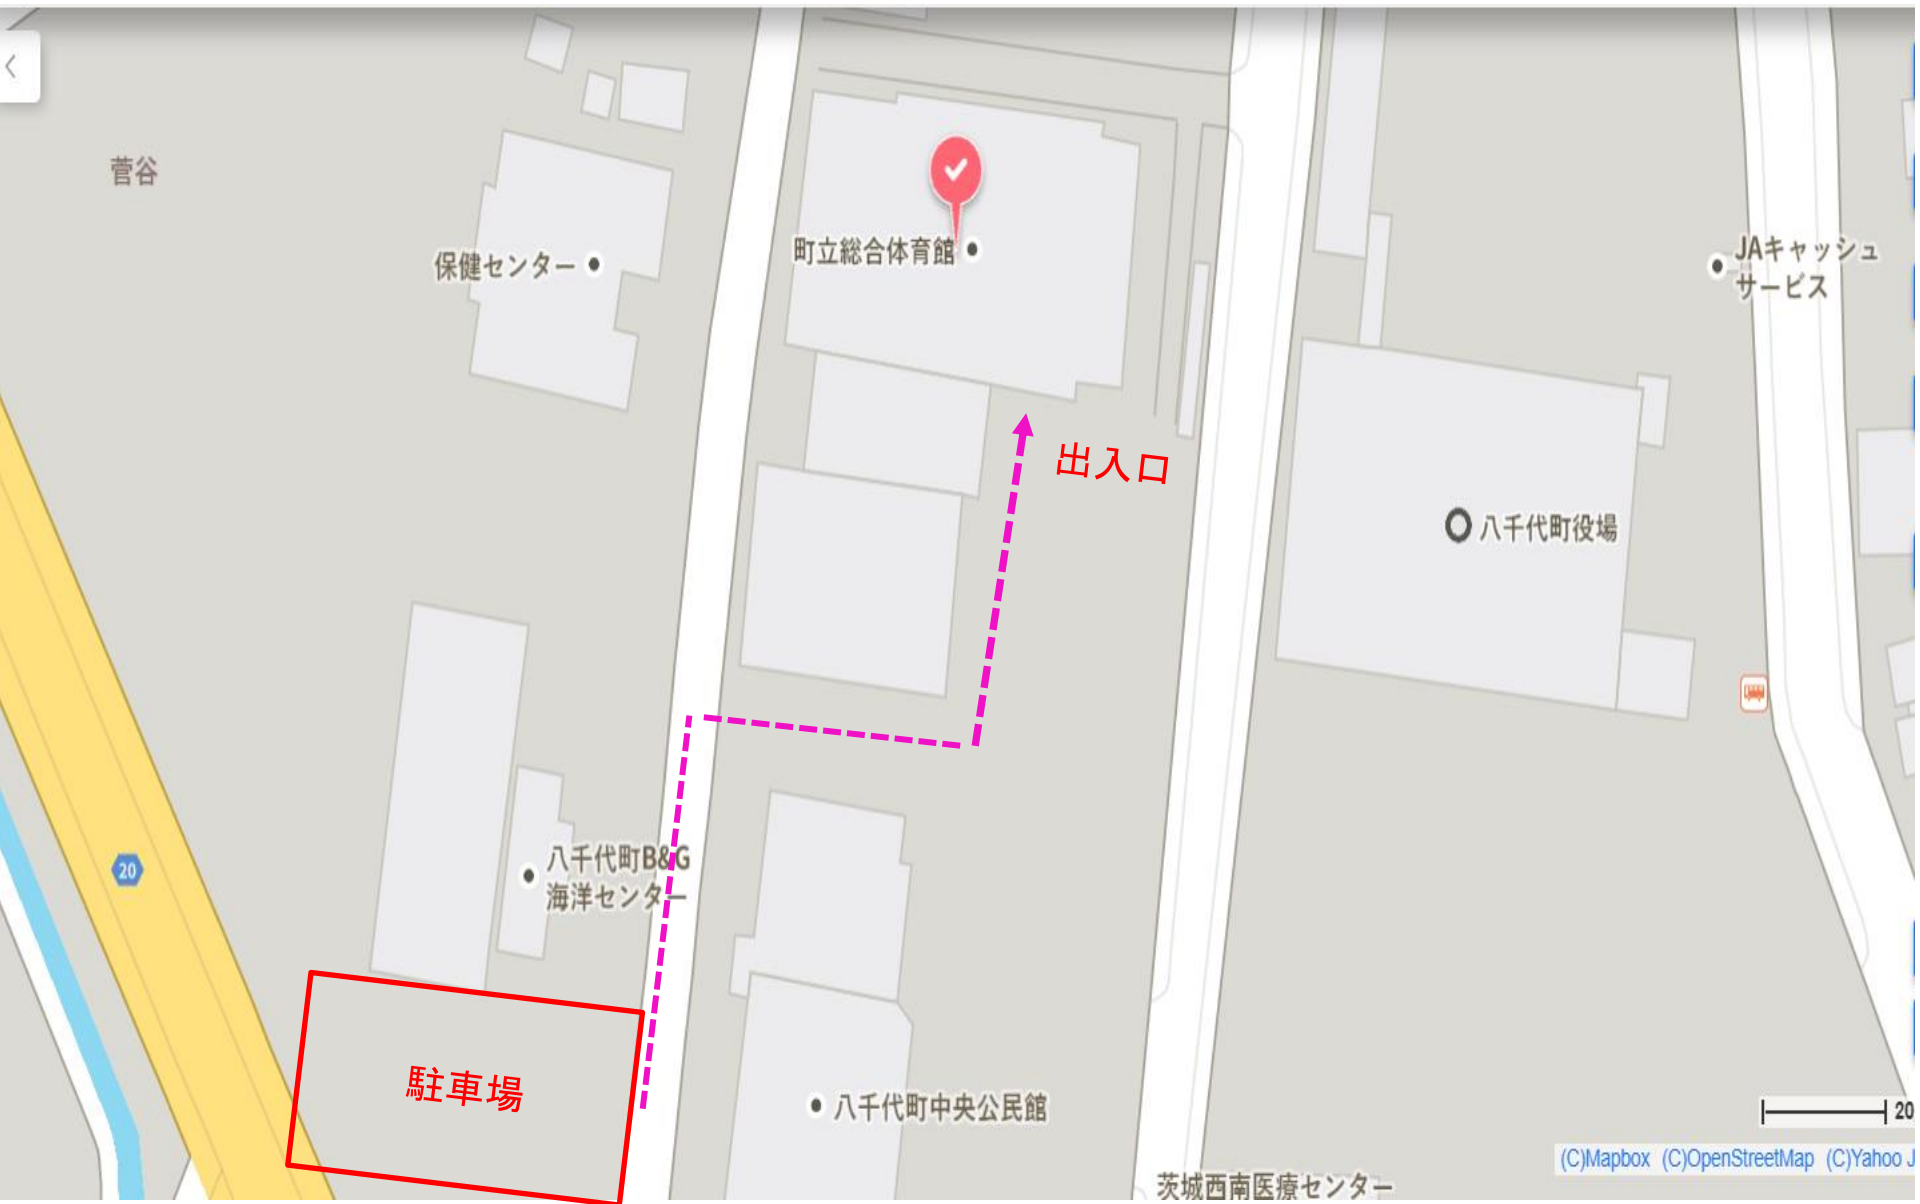 菅谷
保健センター
町立総合体育館
JAキャッシュ
サービス
出入口
八千代町役場
八千代町B&G
海洋センター
20
駐車場
八千代町中央公民館
20
(C)Mapbox (C)OpenStreetMap (C)Yahoo J
茨城西南医療センター